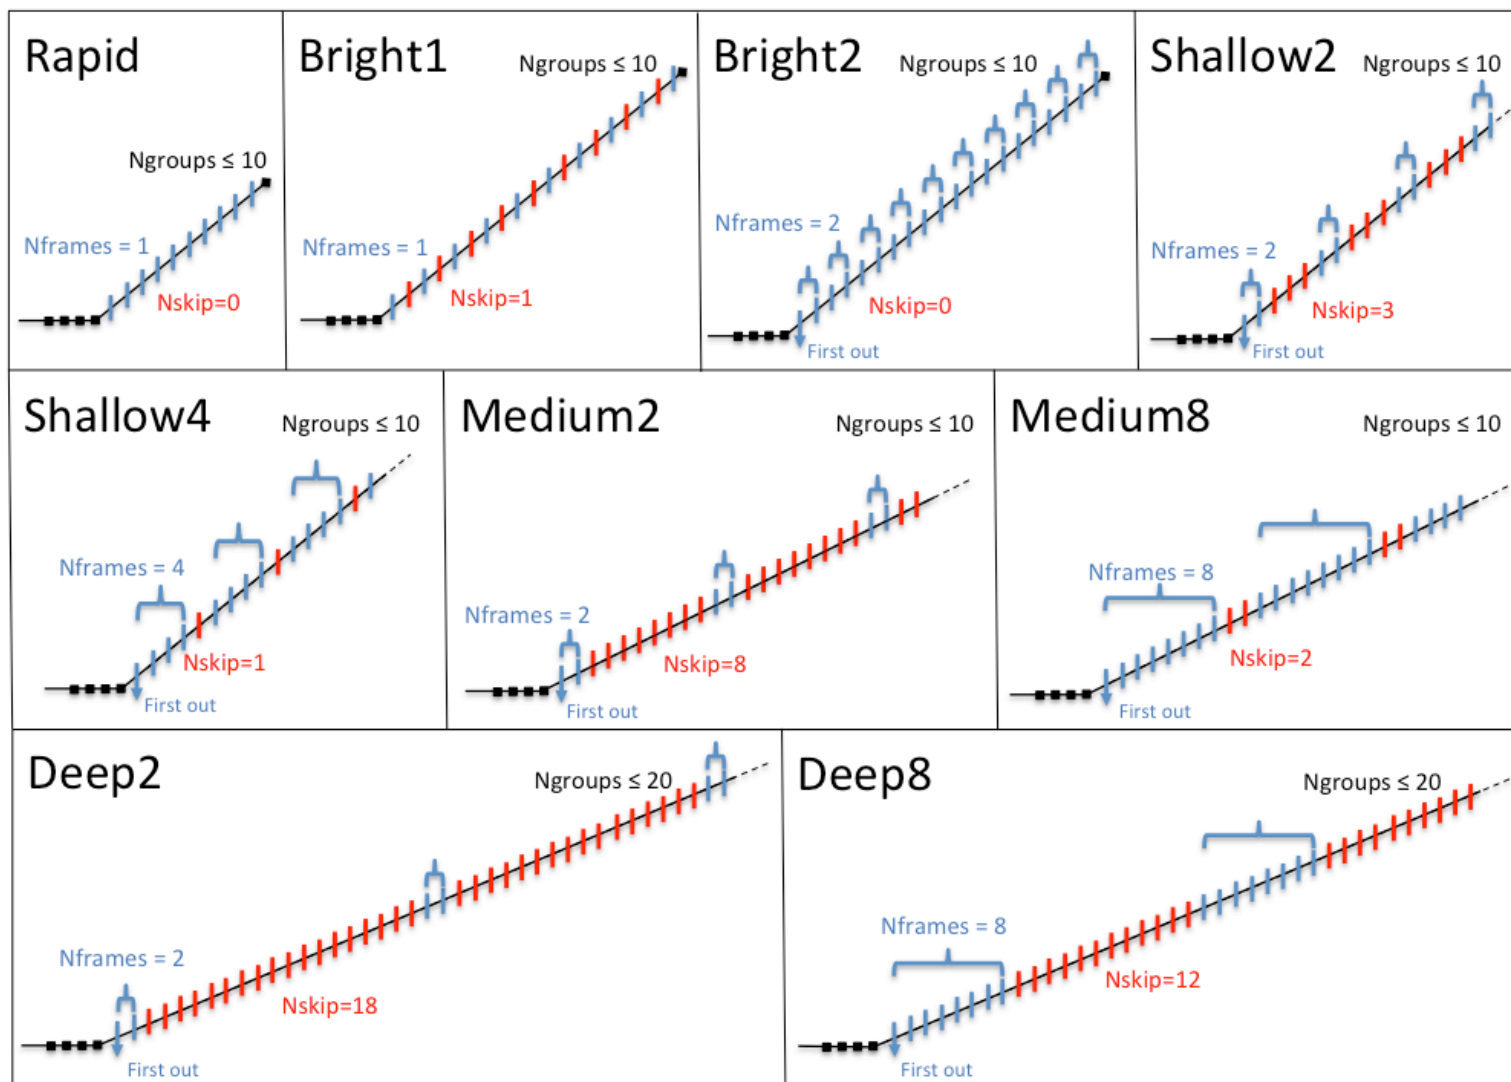 Rapid
Ngroups ≤ 10
Nframes = 1
Nskip=0
Bright1
Ngroups ≤ 10
Nframes = 1
Nskip=1
Bright2
Ngroups ≤ 10
Nframes = 2
Nskip=0
First out
Shallow2
Ngroups ≤ 10
Nframes = 2
Nskip=3
First out
Shallow4
Ngroups ≤ 10
Nframes = 4
Nskip=1
First out
Medium2
Ngroups ≤ 10
Nframes = 2
Nskip=8
First out
Medium8
Ngroups ≤ 10
Nframes = 8
Nskip=2
First out
Deep2
Ngroups ≤ 20
Nframes = 2
Nskip=18
First out
Deep8
Ngroups ≤ 20
Nframes = 8
Nskip=12
First out